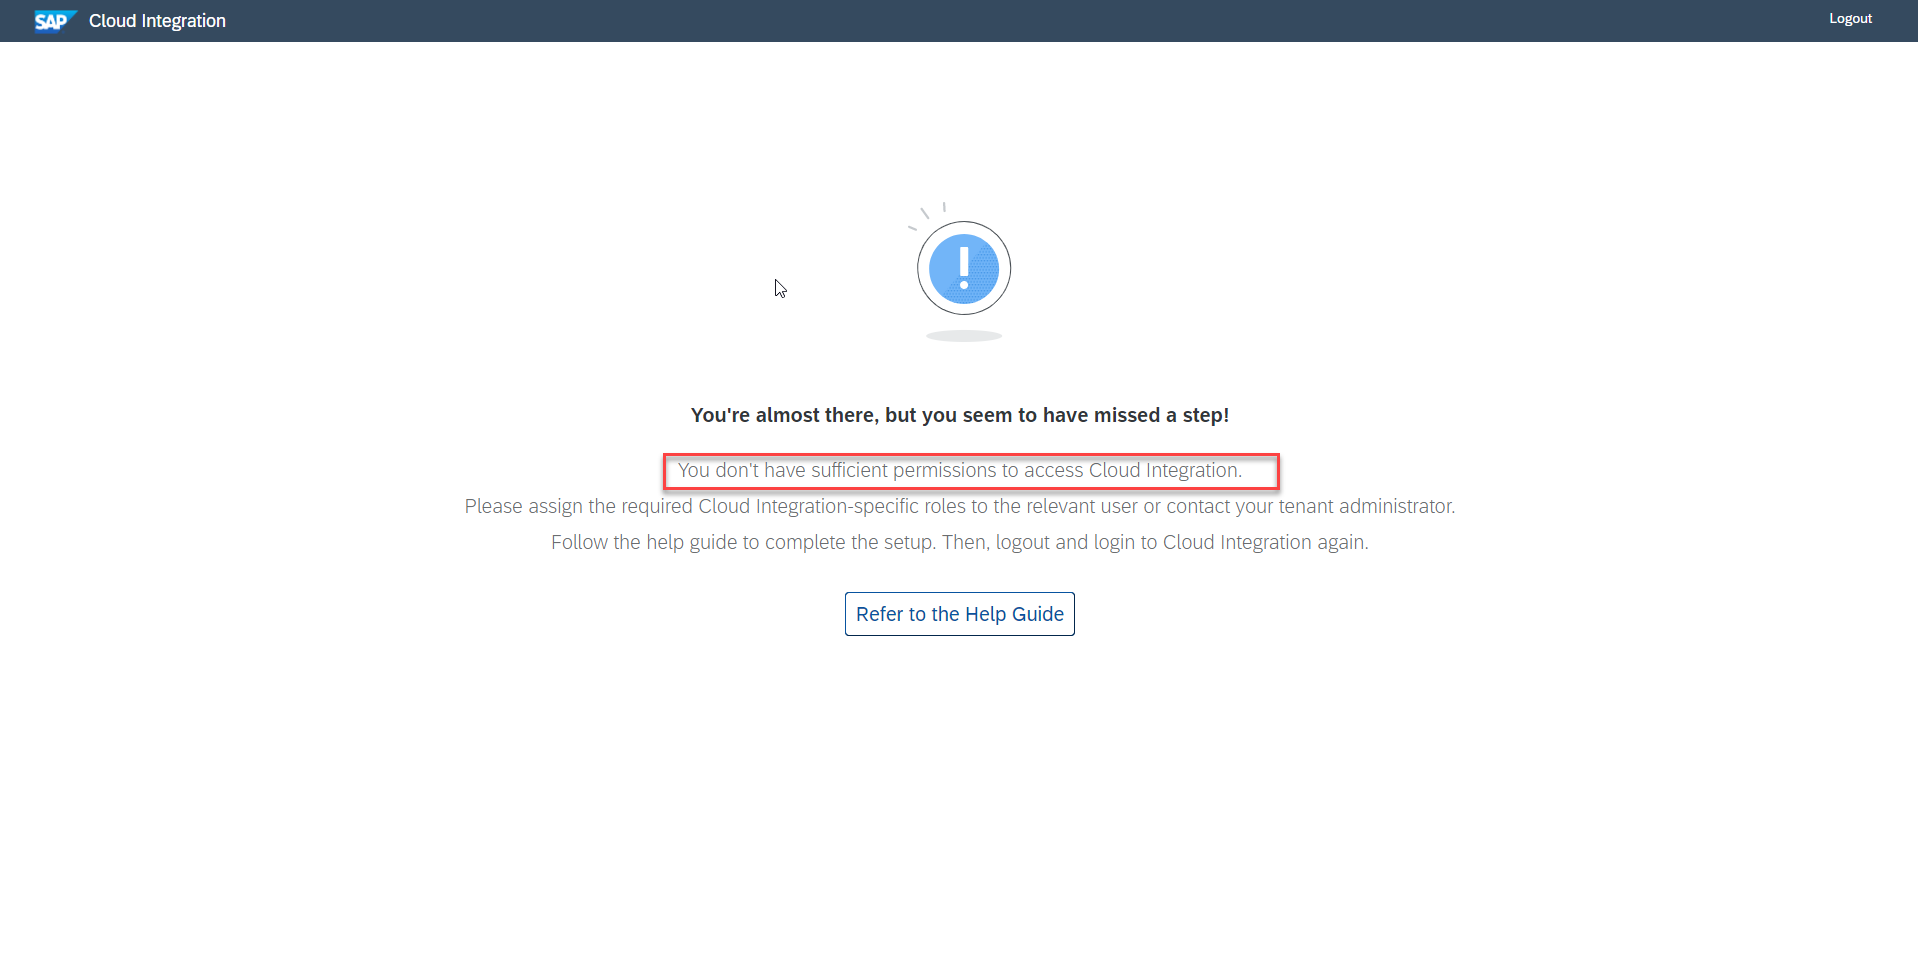 SAP Cloud Integration
Logout
You're almost there, but you seem to have missed a step!
You don't have sufficient permissions to access Cloud Integration.
Please assign the required Cloud Integration-specific roles to the relevant user or contact your tenant administrator.
Follow the help guide to complete the setup. Then, logout and login to Cloud Integration again.
Refer to the Help Guide